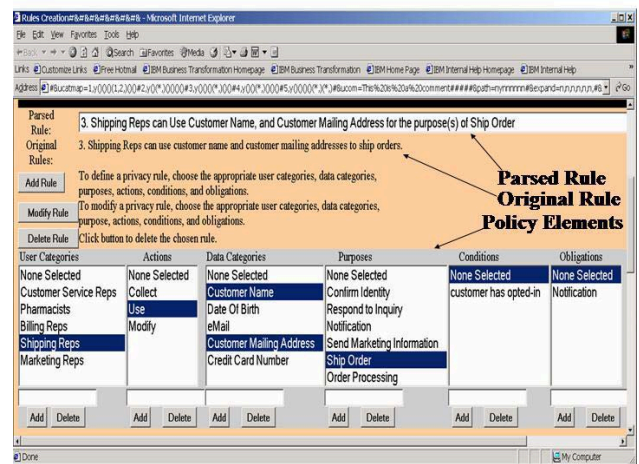 Rules Creation#&#&#&#&#&#&#& - Microsoft Internet Explorer
File Edit View Favorites Tools Help
Back Search Favorites Media
Links Customize Links Free Hotmail IBM Business Transformation Homepage IBM Business Transformation IBM Home Page IBM Internal Help Homepage IBM Internal Help
Address Go
Parsed Rule: 3. Shipping Reps can Use Customer Name, and Customer Mailing Address for the purpose(s) of Ship Order
Original Rules: 3. Shipping Reps can use customer name and customer mailing addresses to ship orders.
Parsed Rule
Original Rule
Policy Elements
Add Rule To define a privacy rule, choose the appropriate user categories, data categories, purposes, actions, conditions, and obligations.
Modify Rule To modify a privacy rule, choose the appropriate user categories, data categories, purpose, actions, conditions, and obligations.
Delete Rule Click button to delete the chosen rule.
User Categories Actions Data Categories Purposes Conditions Obligations
None Selected None Selected None Selected None Selected None Selected None Selected
Customer Service Reps Collect Customer Name Confirm Identity customer has opted-in Notification
Pharmacists Use Date Of Birth Respond to Inquiry
Billing Reps Modify eMail Notification
Shipping Reps Customer Mailing Address Send Marketing Information
Marketing Reps Credit Card Number Ship Order
Order Processing
Add Delete Add Delete Add Delete Add Delete Add Delete Add Delete
Done My Computer